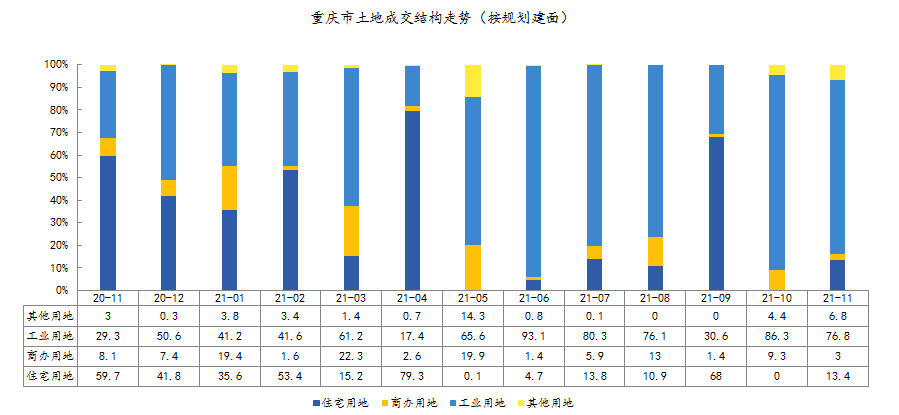 重庆市土地成交结构走势（按规划建面）
100%
90%
80%
70%
60%
50%
40%
30%
20%
10%
0%
20-11 20-12 21-01 21-02 21-03 21-04 21-05 21-06 21-07 21-08 21-09 21-10 21-11
其他用地 3 0.3 3.8 3.4 1.4 0.7 14.3 0.8 0.1 0 0 4.4 6.8
工业用地 29.3 50.6 41.2 41.6 61.2 17.4 65.6 93.1 80.3 76.1 30.6 86.3 76.8
商办用地 8.1 7.4 19.4 1.6 22.3 2.6 19.9 1.4 5.9 13 1.4 9.3 3
住宅用地 59.7 41.8 35.6 53.4 15.2 79.3 0.1 4.7 13.8 10.9 68 0 13.4
住宅用地 商办用地 工业用地 其他用地